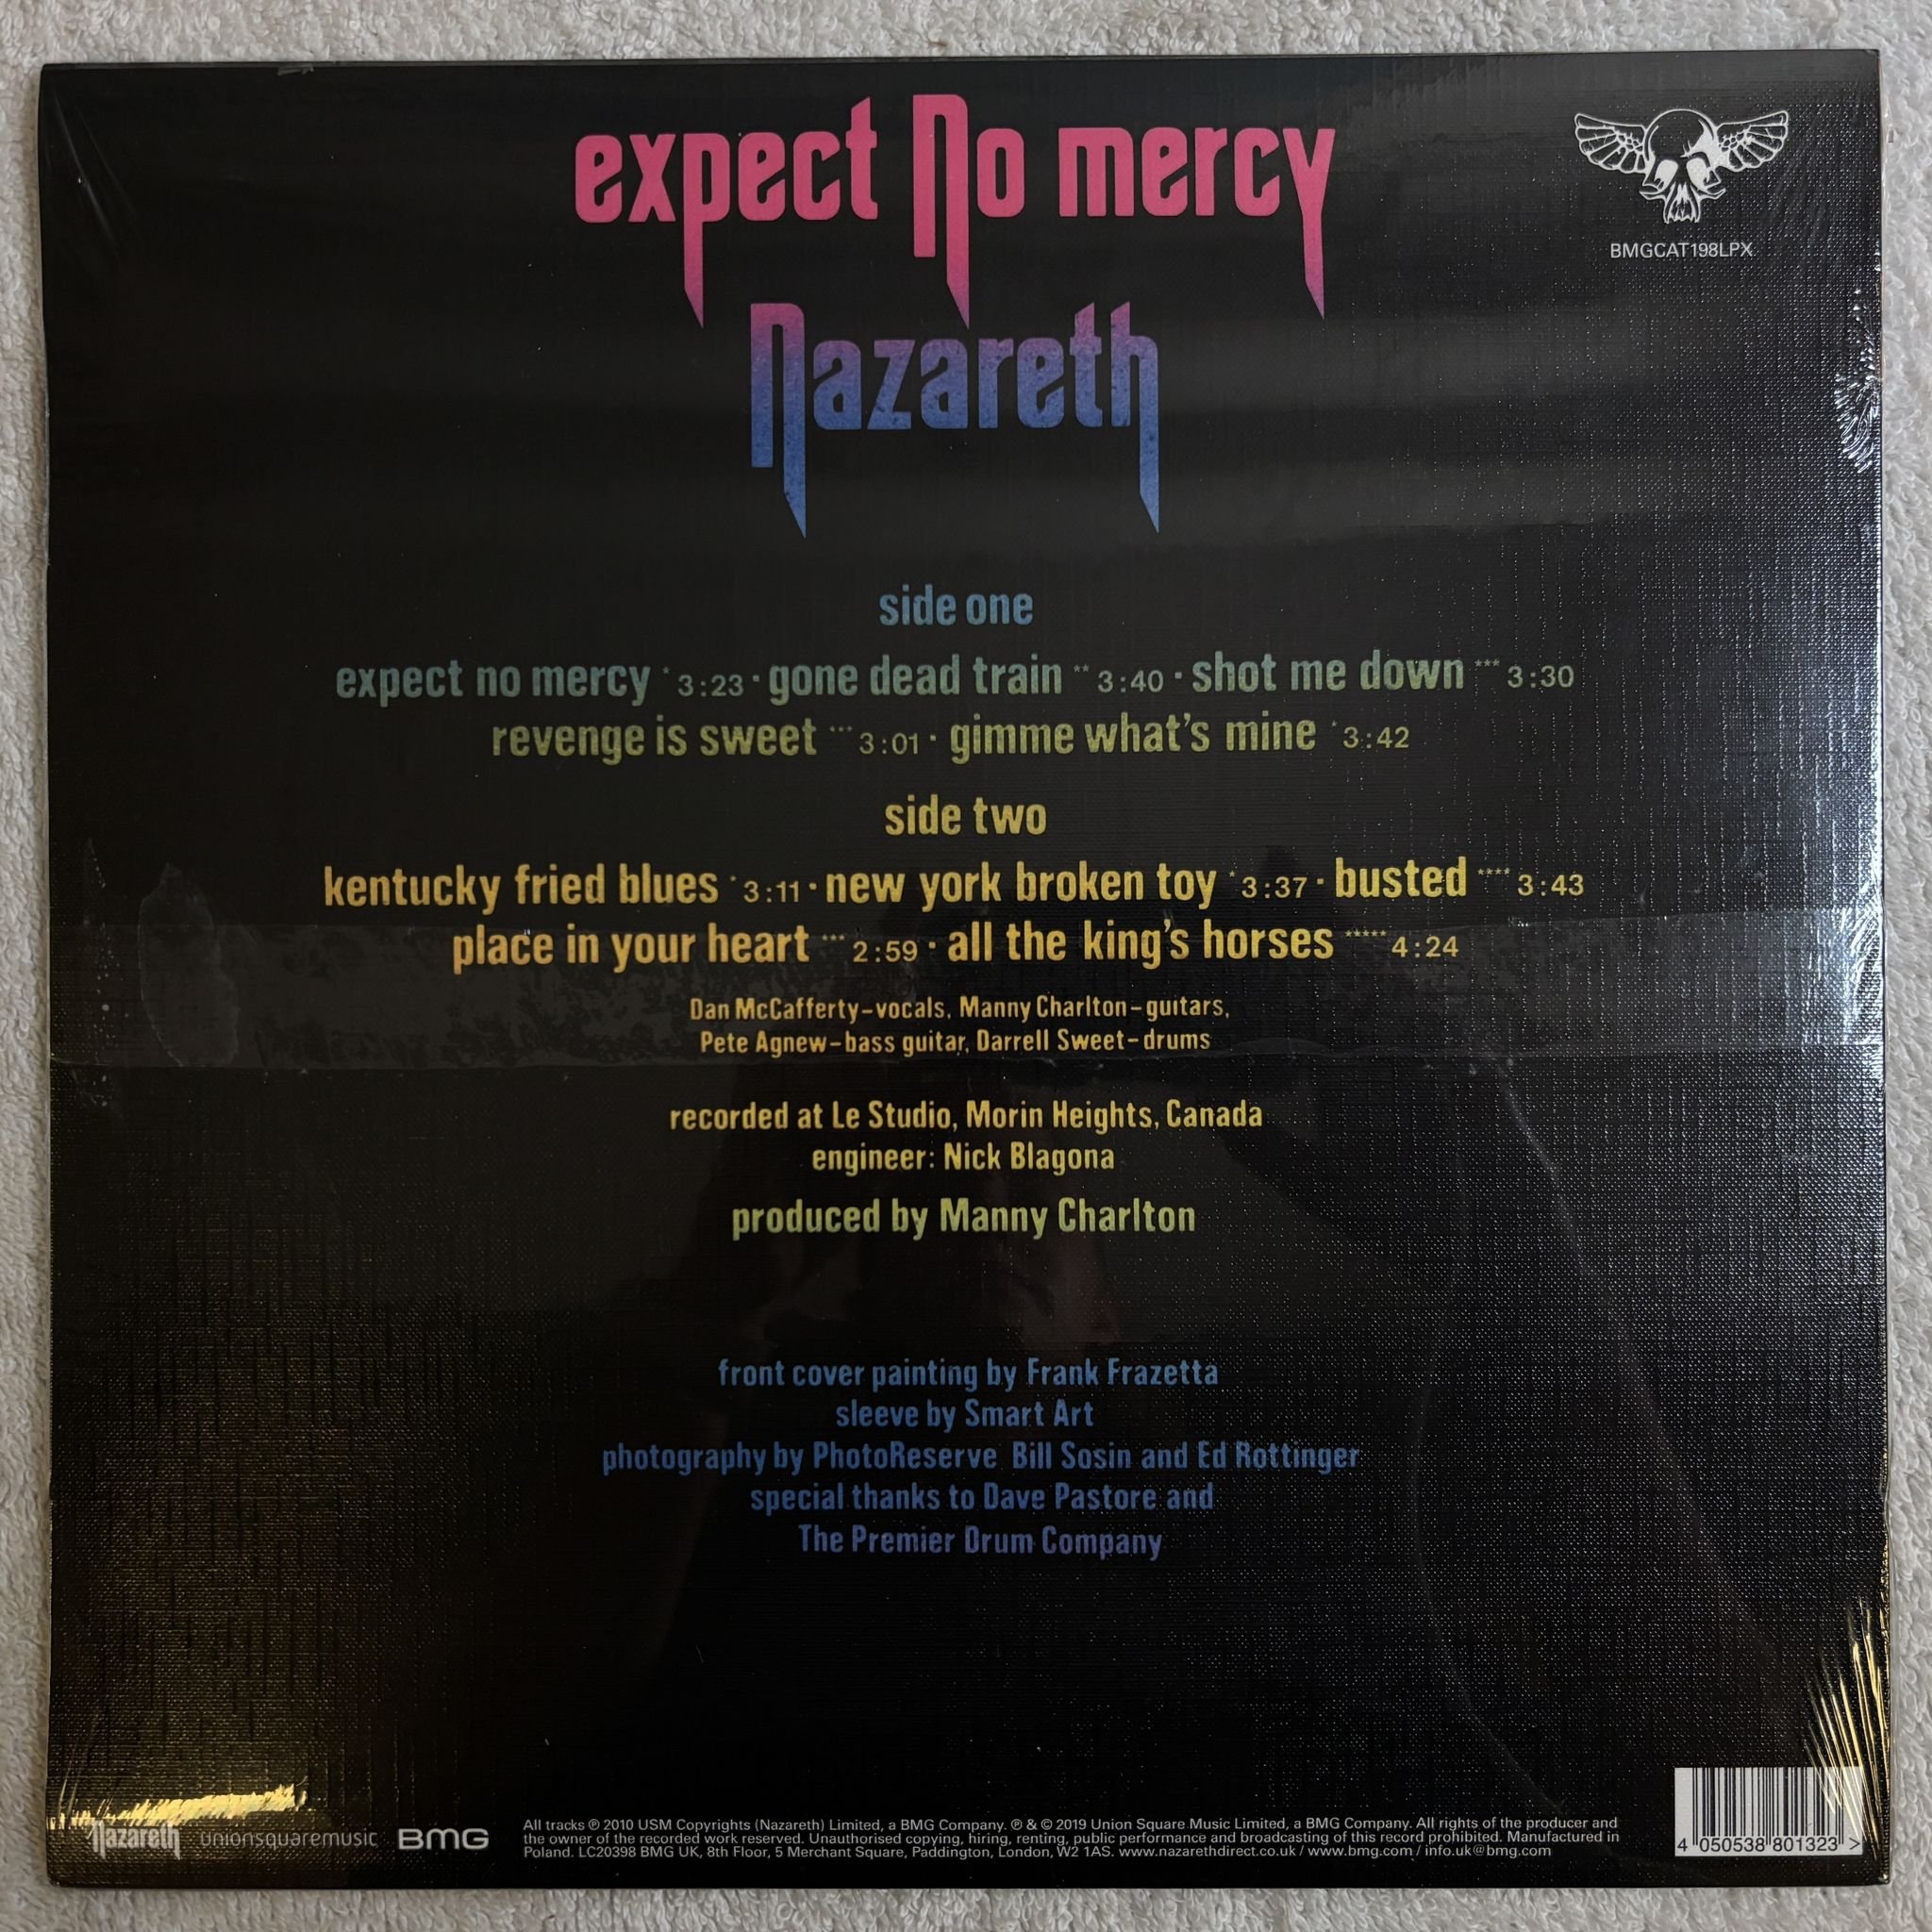 expect no mercy
BMGCAT198LPX
Nazareth
side one
expect no mercy * 3:23 · gone dead train ** 3:40 · shot me down *** 3:30
revenge is sweet *** 3:01 · gimme what's mine * 3:42
side two
kentucky fried blues * 3:11 · new york broken toy * 3:37 · busted **** 3:43
place in your heart *** 2:59 · all the king's horses ***** 4:24
Dan McCafferty–vocals, Manny Charlton–guitars,
Pete Agnew–bass guitar, Darrell Sweet–drums
recorded at Le Studio, Morin Heights, Canada
engineer: Nick Blagona
produced by Manny Charlton
front cover painting by Frank Frazetta
sleeve by Smart Art
photography by PhotoReserve Bill Sosin and Ed Rottinger
special thanks to Dave Pastore and
The Premier Drum Company
Nazareth unionsquaremusic BMG
All tracks ℗ 2010 USM Copyrights (Nazareth) Limited, a BMG Company. ℗ & © 2019 Union Square Music Limited, a BMG Company. All rights of the producer and
the owner of the recorded work reserved. Unauthorised copying, hiring, renting, public performance and broadcasting of this record prohibited. Manufactured in
Poland. LC20398 BMG UK, 8th Floor, 5 Merchant Square, Paddington, London, W2 1AS. www.nazarethdirect.co.uk / www.bmg.com / info.uk@bmg.com
4 050538 801323 >